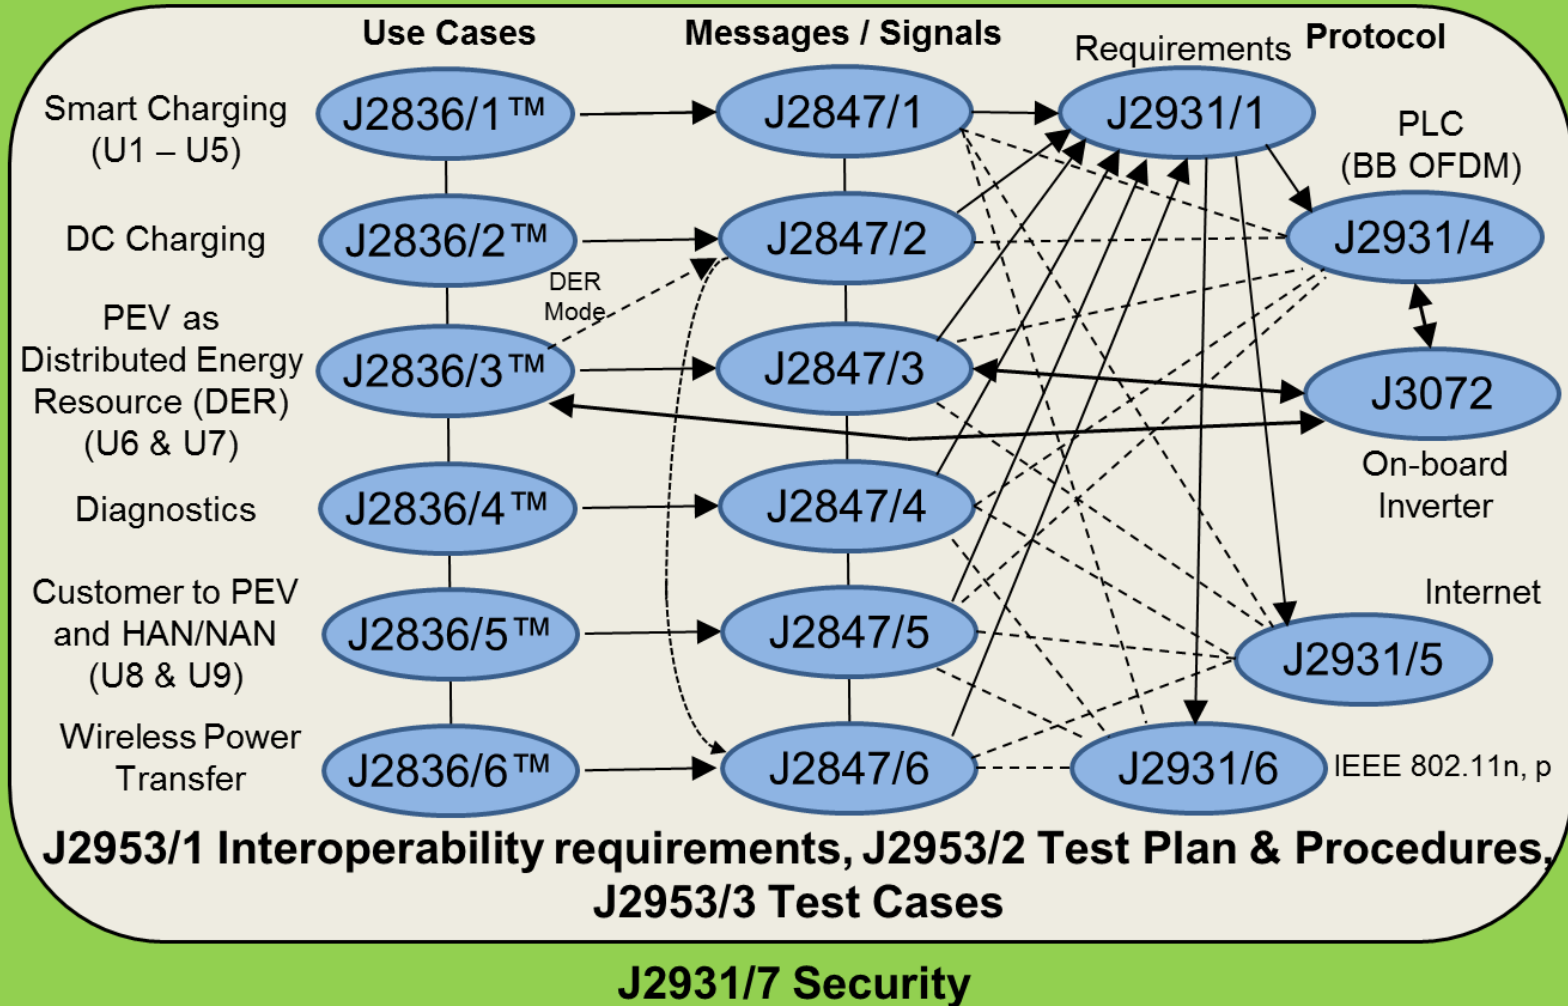 Use Cases
Messages / Signals
Requirements
Protocol
Smart Charging
(U1 – U5)
J2836/1™
J2847/1
J2931/1
PLC
(BB OFDM)
DC Charging
J2836/2™
J2847/2
J2931/4
DER
Mode
PEV as
Distributed Energy
Resource (DER)
(U6 & U7)
J2836/3™
J2847/3
J3072
On-board
Inverter
Diagnostics
J2836/4™
J2847/4
Customer to PEV
and HAN/NAN
(U8 & U9)
J2836/5™
J2847/5
Internet
J2931/5
Wireless Power
Transfer
J2836/6™
J2847/6
J2931/6
IEEE 802.11n, p
J2953/1 Interoperability requirements, J2953/2 Test Plan & Procedures,
J2953/3 Test Cases
J2931/7 Security